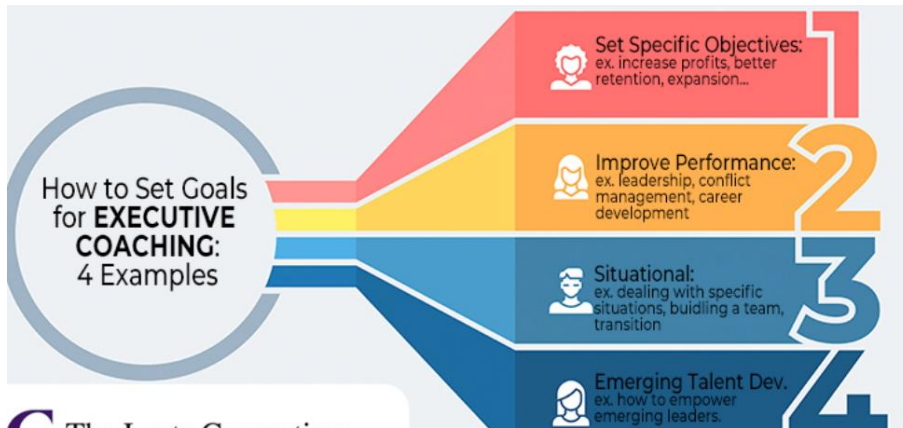 How to Set Goals
for EXECUTIVE
COACHING:
4 Examples
1
Set Specific Objectives:
ex. increase profits, better
retention, expansion...
2
Improve Performance:
ex. leadership, conflict
management, career
development
3
Situational:
ex. dealing with specific
situations, buidling a team,
transition
4
Emerging Talent Dev.
ex. how to empower
emerging leaders.